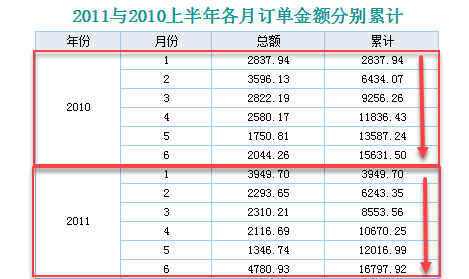 2011与2010上半年各月订单金额分别累计
年份 月份 总额 累计
2010 1 2837.94 2837.94
2 3596.13 6434.07
3 2822.19 9256.26
4 2580.17 11836.43
5 1750.81 13587.24
6 2044.26 15631.50
2011 1 3949.70 3949.70
2 2293.65 6243.35
3 2310.21 8553.56
4 2116.69 10670.25
5 1346.74 12016.99
6 4780.93 16797.92